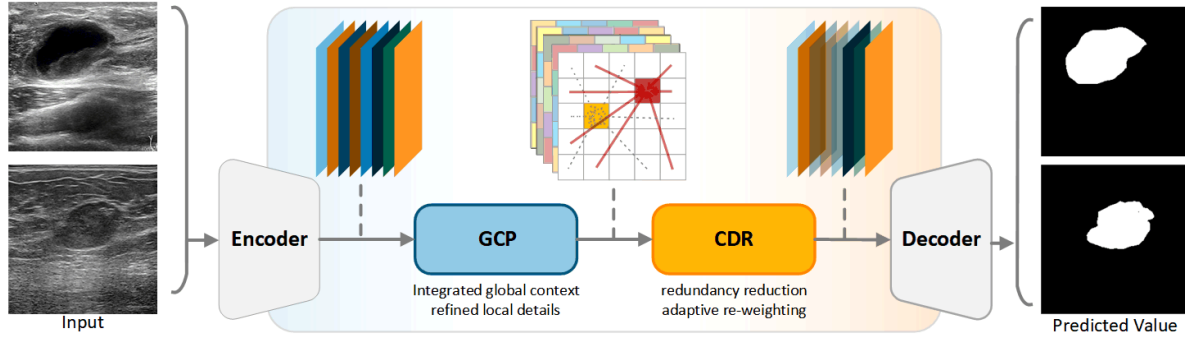 Encoder
GCP
CDR
Decoder
Integrated global context
refined local details
redundancy reduction
adaptive re-weighting
Input
Predicted Value